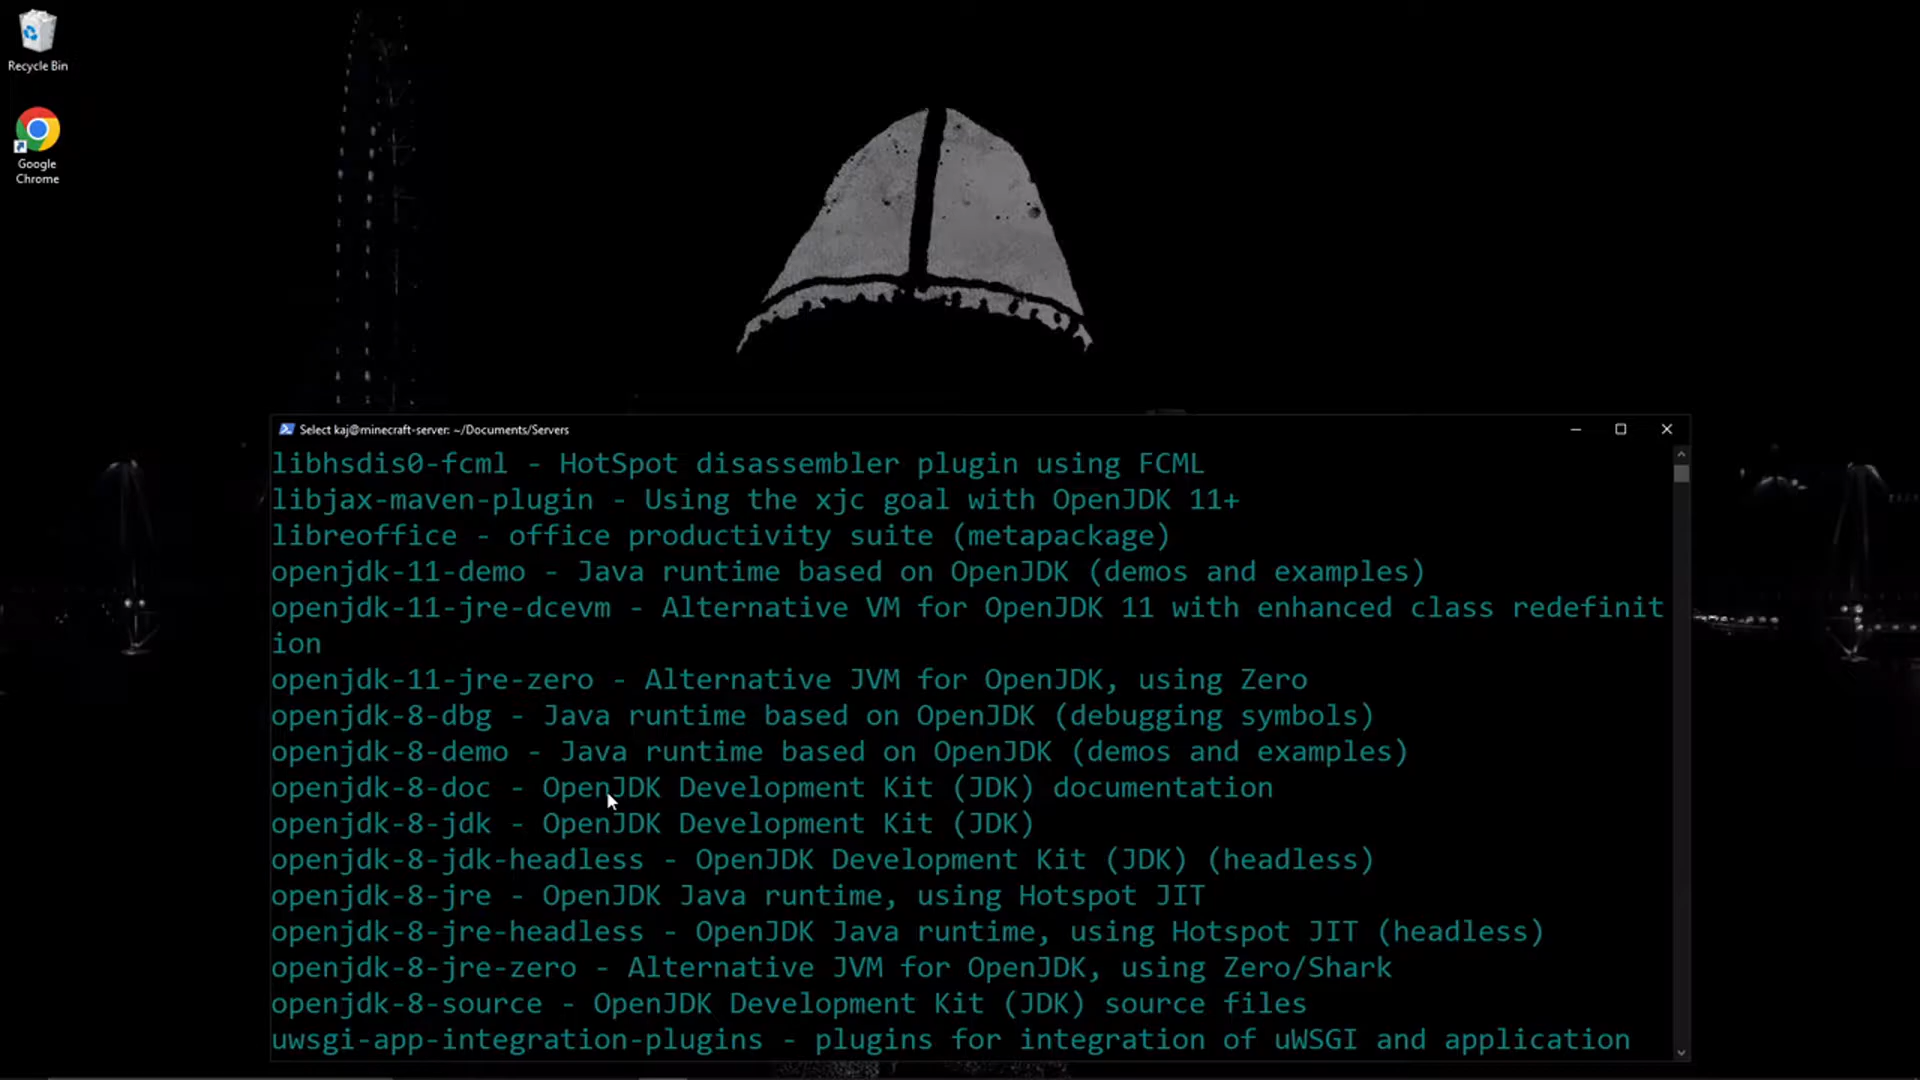 Recycle Bin
Google
Chrome
Select kaj@minecraft-server: ~/Documents/Servers
libhsdis0-fcml - HotSpot disassembler plugin using FCML
libjax-maven-plugin - Using the xjc goal with OpenJDK 11+
libreoffice - office productivity suite (metapackage)
openjdk-11-demo - Java runtime based on OpenJDK (demos and examples)
openjdk-11-jre-dcevm - Alternative VM for OpenJDK 11 with enhanced class redefinit
ion
openjdk-11-jre-zero - Alternative JVM for OpenJDK, using Zero
openjdk-8-dbg - Java runtime based on OpenJDK (debugging symbols)
openjdk-8-demo - Java runtime based on OpenJDK (demos and examples)
openjdk-8-doc - OpenJDK Development Kit (JDK) documentation
openjdk-8-jdk - OpenJDK Development Kit (JDK)
openjdk-8-jdk-headless - OpenJDK Development Kit (JDK) (headless)
openjdk-8-jre - OpenJDK Java runtime, using Hotspot JIT
openjdk-8-jre-headless - OpenJDK Java runtime, using Hotspot JIT (headless)
openjdk-8-jre-zero - Alternative JVM for OpenJDK, using Zero/Shark
openjdk-8-source - OpenJDK Development Kit (JDK) source files
uwsgi-app-integration-plugins - plugins for integration of uWSGI and application